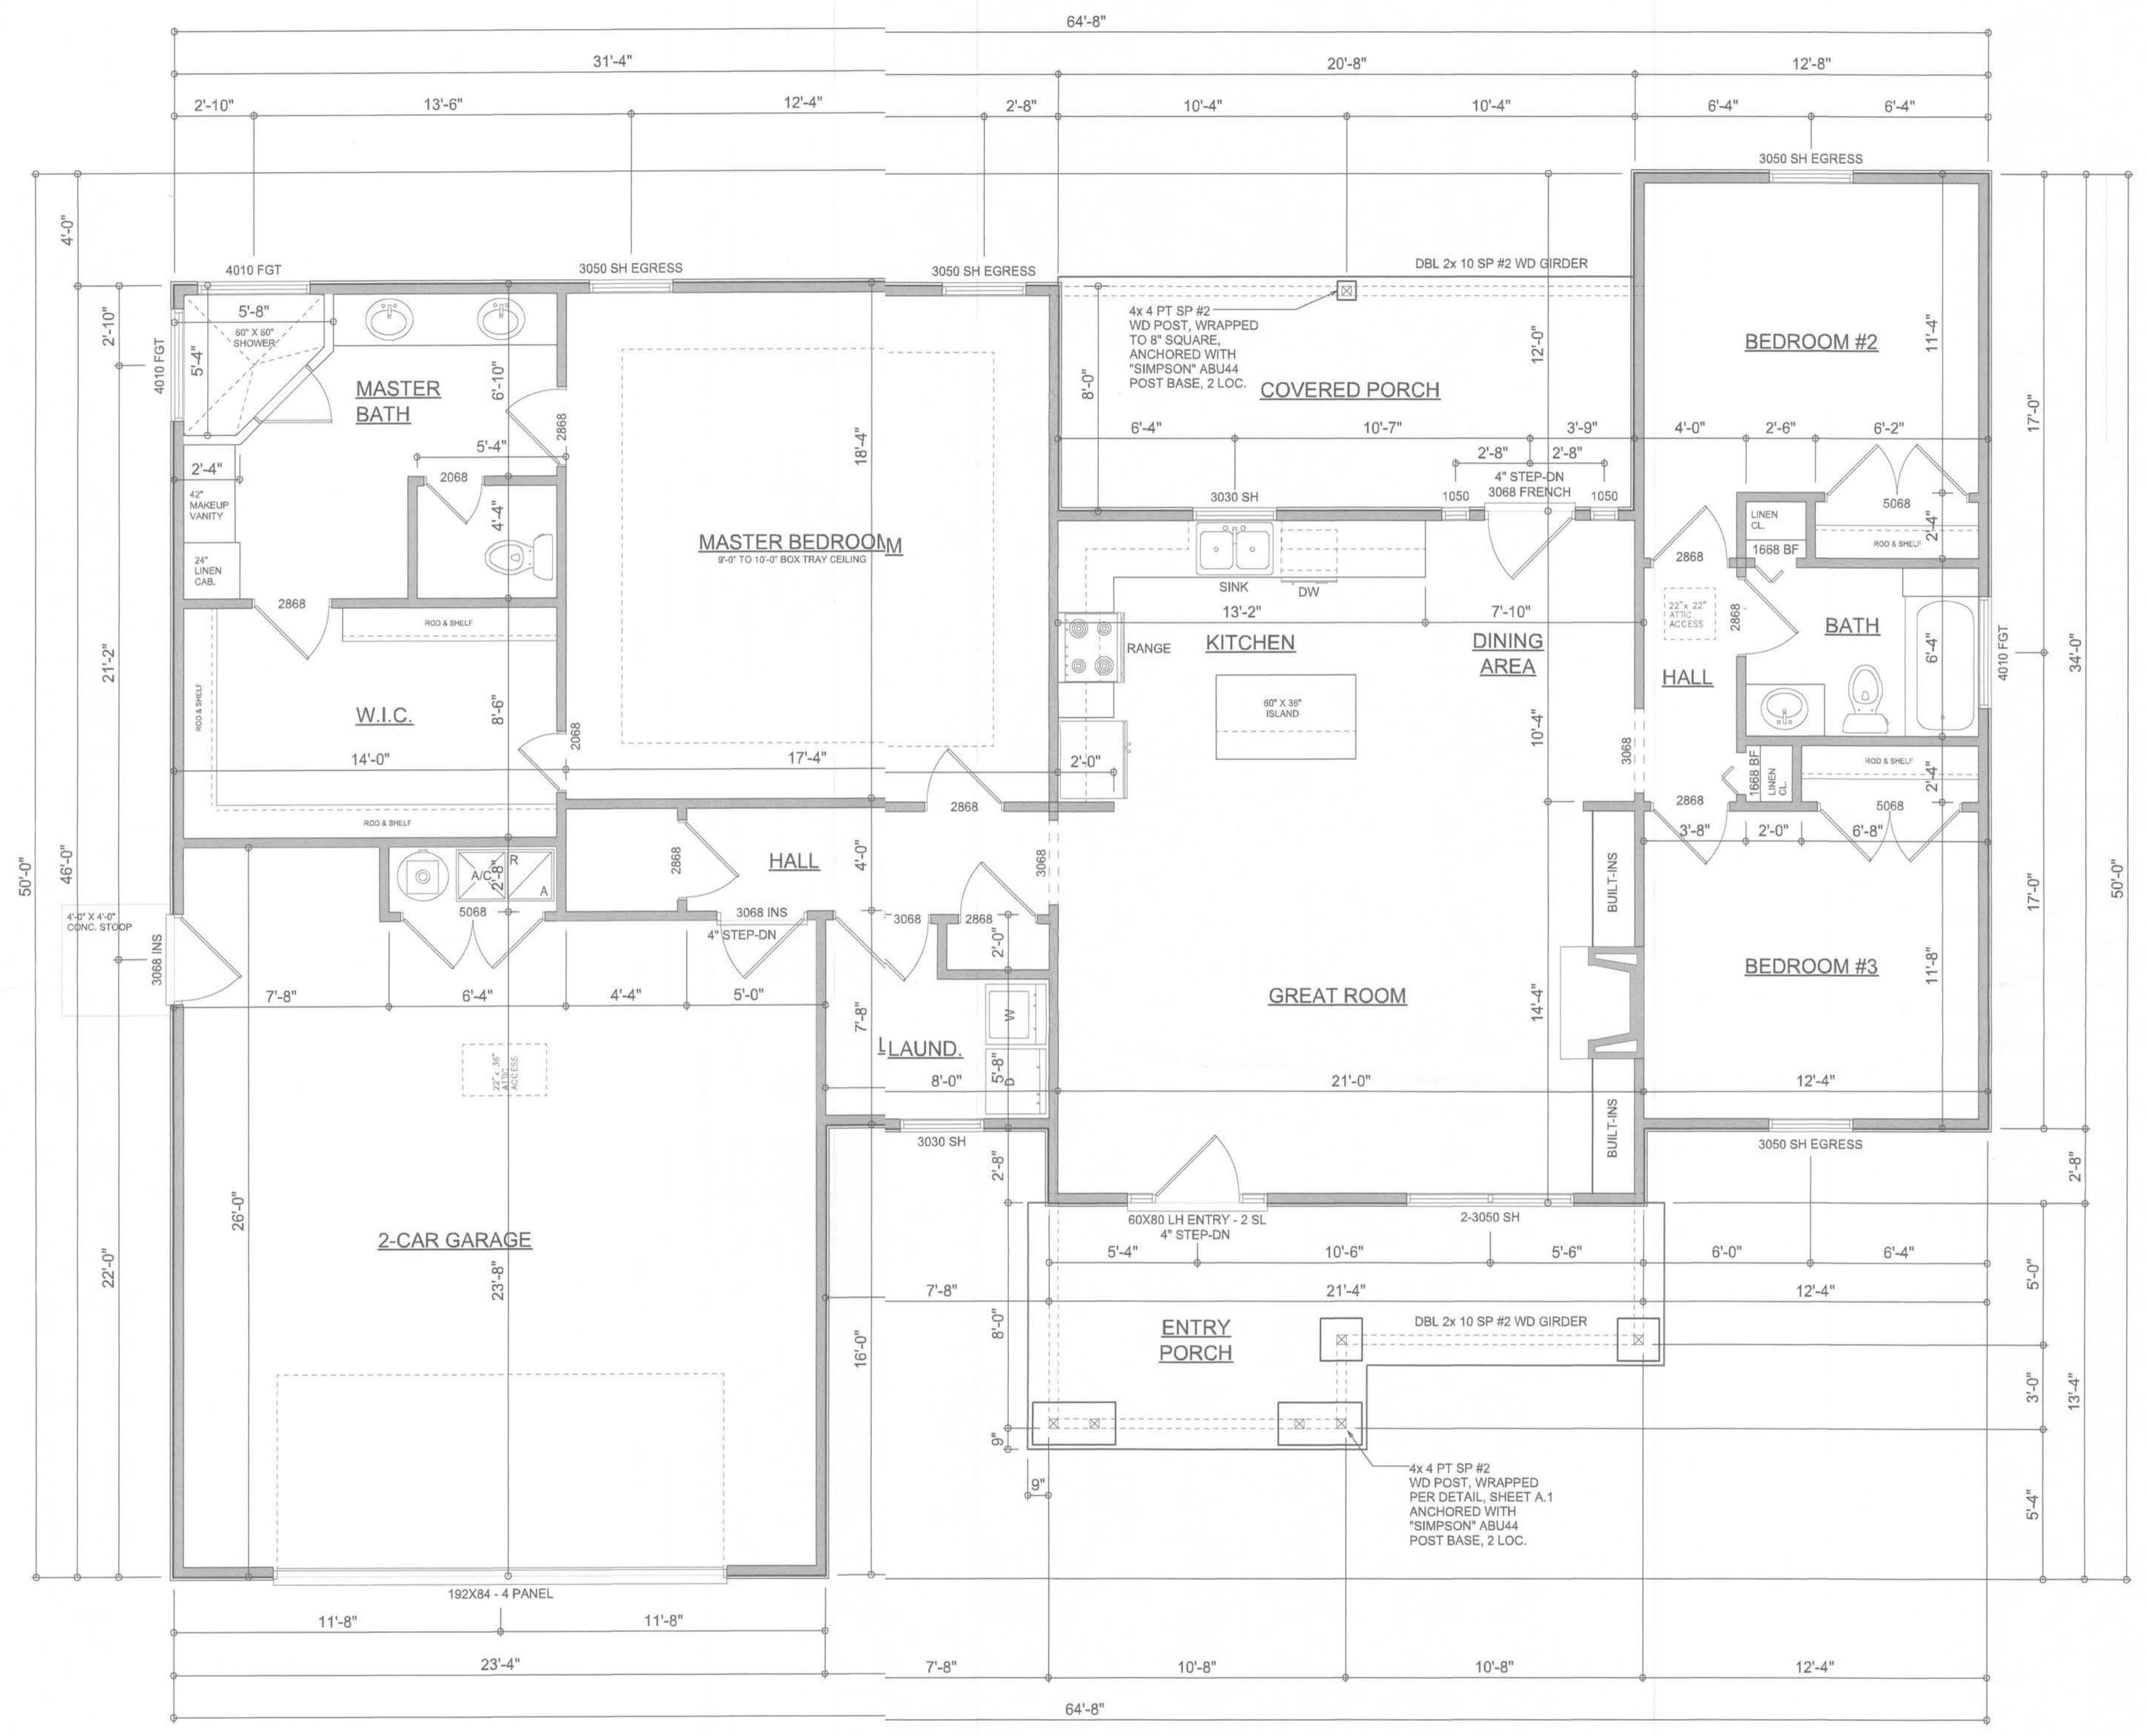 64'-8"
31'-4"
20'-8"
12'-8"
2'-10"
13'-6"
12'-4"
2'-8"
10'-4"
10'-4"
6'-4"
6'-4"
3050 SH EGRESS
4'-0"
4010 FGT
3050 SH EGRESS
3050 SH EGRESS
DBL 2x 10 SP #2 WD GIRDER
2'-10"
4010 FGT
5'-8"
60" X 60"
SHOWER
5'-4"
4x 4 PT SP #2
WD POST, WRAPPED
TO 8" SQUARE,
ANCHORED WITH
"SIMPSON" ABU44
POST BASE, 2 LOC.
12'-0"
BEDROOM #2
11'-4"
MASTER
BATH
6'-10"
8'-0"
COVERED PORCH
2868
5'-4"
18'-4"
6'-4"
10'-7"
3'-9"
4'-0"
2'-6"
6'-2"
17'-0"
2'-8"
2'-8"
2'-4"
2068
4" STEP-DN
3068 FRENCH
3030 SH
1050
1050
5068
42"
MAKEUP
VANITY
4'-4"
LINEN
CL.
2'-4"
ROD & SHELF
MASTER BEDROOM
M
9'-0" TO 10'-0" BOX TRAY CEILING
1668 BF
2868
24"
LINEN
CAB.
SINK
DW
2868
13'-2"
7'-10"
22" x 22"
ATTIC
ACCESS
2868
BATH
ROD & SHELF
KITCHEN
DINING
AREA
RANGE
6'-4"
4010 FGT
34'-0"
21'-2"
HALL
ROD & SHELF
W.I.C.
8'-6"
60" X 36"
ISLAND
2068
10'-4"
3068
14'-0"
17'-4"
2'-0"
1668 BF
LINEN
CL.
ROD & SHELF
2'-4"
2868
2868
5068
ROD & SHELF
3'-8"
2'-0"
6'-8"
50'-0"
46'-0"
A/C
R
A
2'-8"
2868
HALL
4'-0"
3068
BUILT-INS
17'-0"
50'-0"
4'-0" X 4'-0"
CONC. STOOP
3068 INS
5068
3068 INS
4" STEP-DN
3068
2868
2'-0"
BEDROOM #3
11'-8"
7'-8"
6'-4"
4'-4"
5'-0"
GREAT ROOM
14'-4"
7'-8"
W
22" x 36"
ATTIC
ACCESS
L
LAUND.
5'-8"
D
8'-0"
21'-0"
12'-4"
BUILT-INS
3030 SH
3050 SH EGRESS
2'-8"
2'-8"
26'-0"
2-CAR GARAGE
60X80 LH ENTRY - 2 SL
4" STEP-DN
2-3050 SH
5'-4"
10'-6"
5'-6"
6'-0"
6'-4"
22'-0"
23'-8"
5'-0"
7'-8"
21'-4"
12'-4"
8'-0"
ENTRY
PORCH
DBL 2x 10 SP #2 WD GIRDER
16'-0"
3'-0"
13'-4"
9"
9"
4x 4 PT SP #2
WD POST, WRAPPED
PER DETAIL, SHEET A.1
ANCHORED WITH
"SIMPSON" ABU44
POST BASE, 2 LOC.
5'-4"
192X84 - 4 PANEL
11'-8"
11'-8"
23'-4"
7'-8"
10'-8"
10'-8"
12'-4"
64'-8"